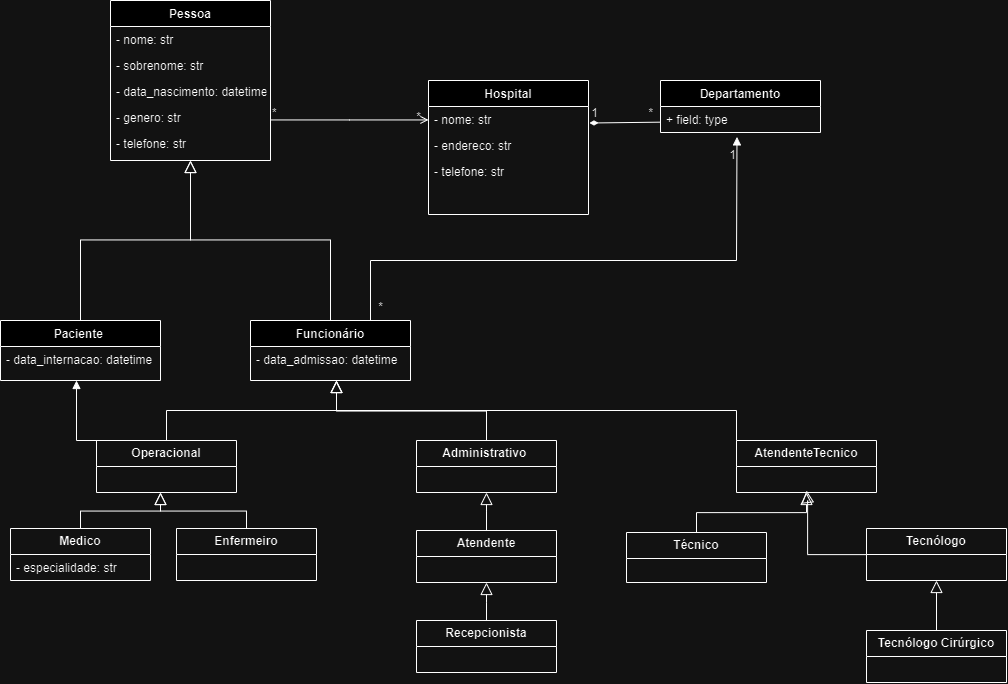 Pessoa
- nome: str
- sobrenome: str
- data_nascimento: datetime
- genero: str
- telefone: str
*
*
Hospital
- nome: str
- endereco: str
- telefone: str
1
*
Departamento
+ field: type
1
*
Paciente
- data_internacao: datetime
Funcionário
- data_admissao: datetime
Operacional
Administrativo
AtendenteTecnico
Medico
- especialidade: str
Enfermeiro
Atendente
Técnico
Tecnólogo
Recepcionista
Tecnólogo Cirúrgico